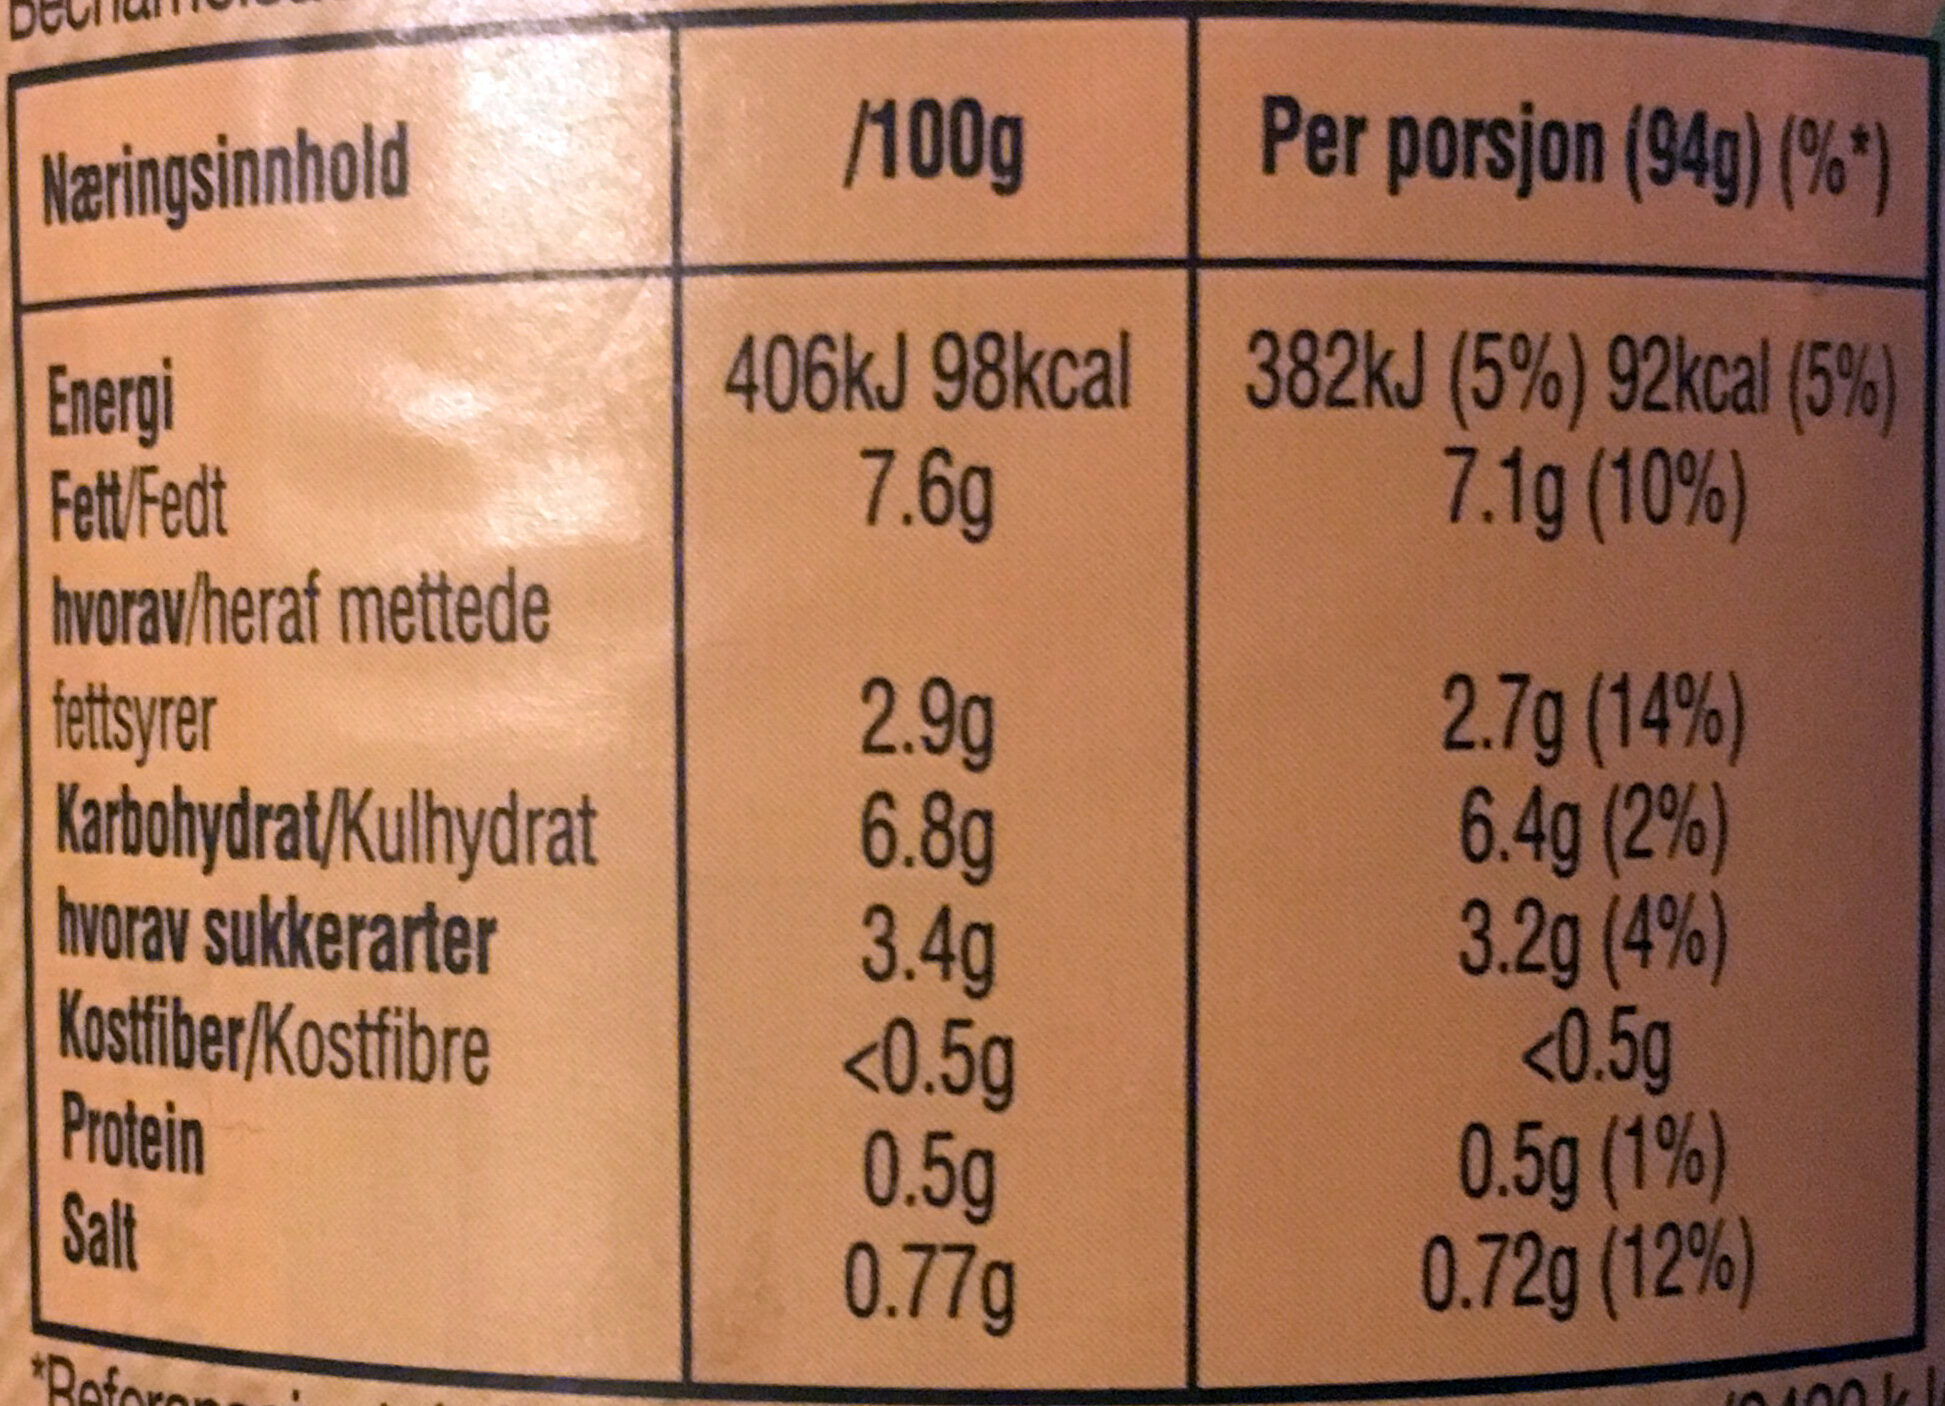 Næringsinnhold /100g Per porsjon (94g) (%*)
Energi 406kJ 98kcal 382kJ (5%) 92kcal (5%)
Fett/Fedt 7.6g 7.1g (10%)
hvorav/heraf mettede
fettsyrer 2.9g 2.7g (14%)
Karbohydrat/Kulhydrat 6.8g 6.4g (2%)
hvorav sukkerarter 3.4g 3.2g (4%)
Kostfiber/Kostfibre <0.5g <0.5g
Protein 0.5g 0.5g (1%)
Salt 0.77g 0.72g (12%)